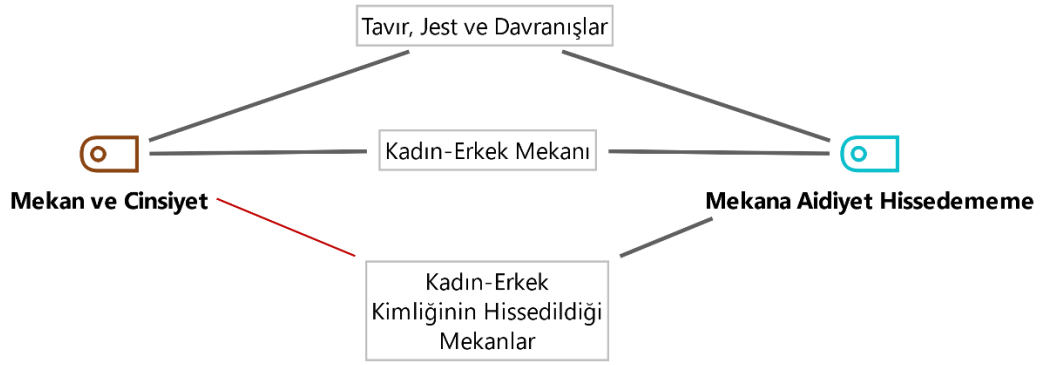 Tavır, Jest ve Davranışlar
Kadın-Erkek Mekanı
Mekan ve Cinsiyet
Mekana Aidiyet Hissedememe
Kadın-Erkek
Kimliğinin Hissedildiği
Mekanlar